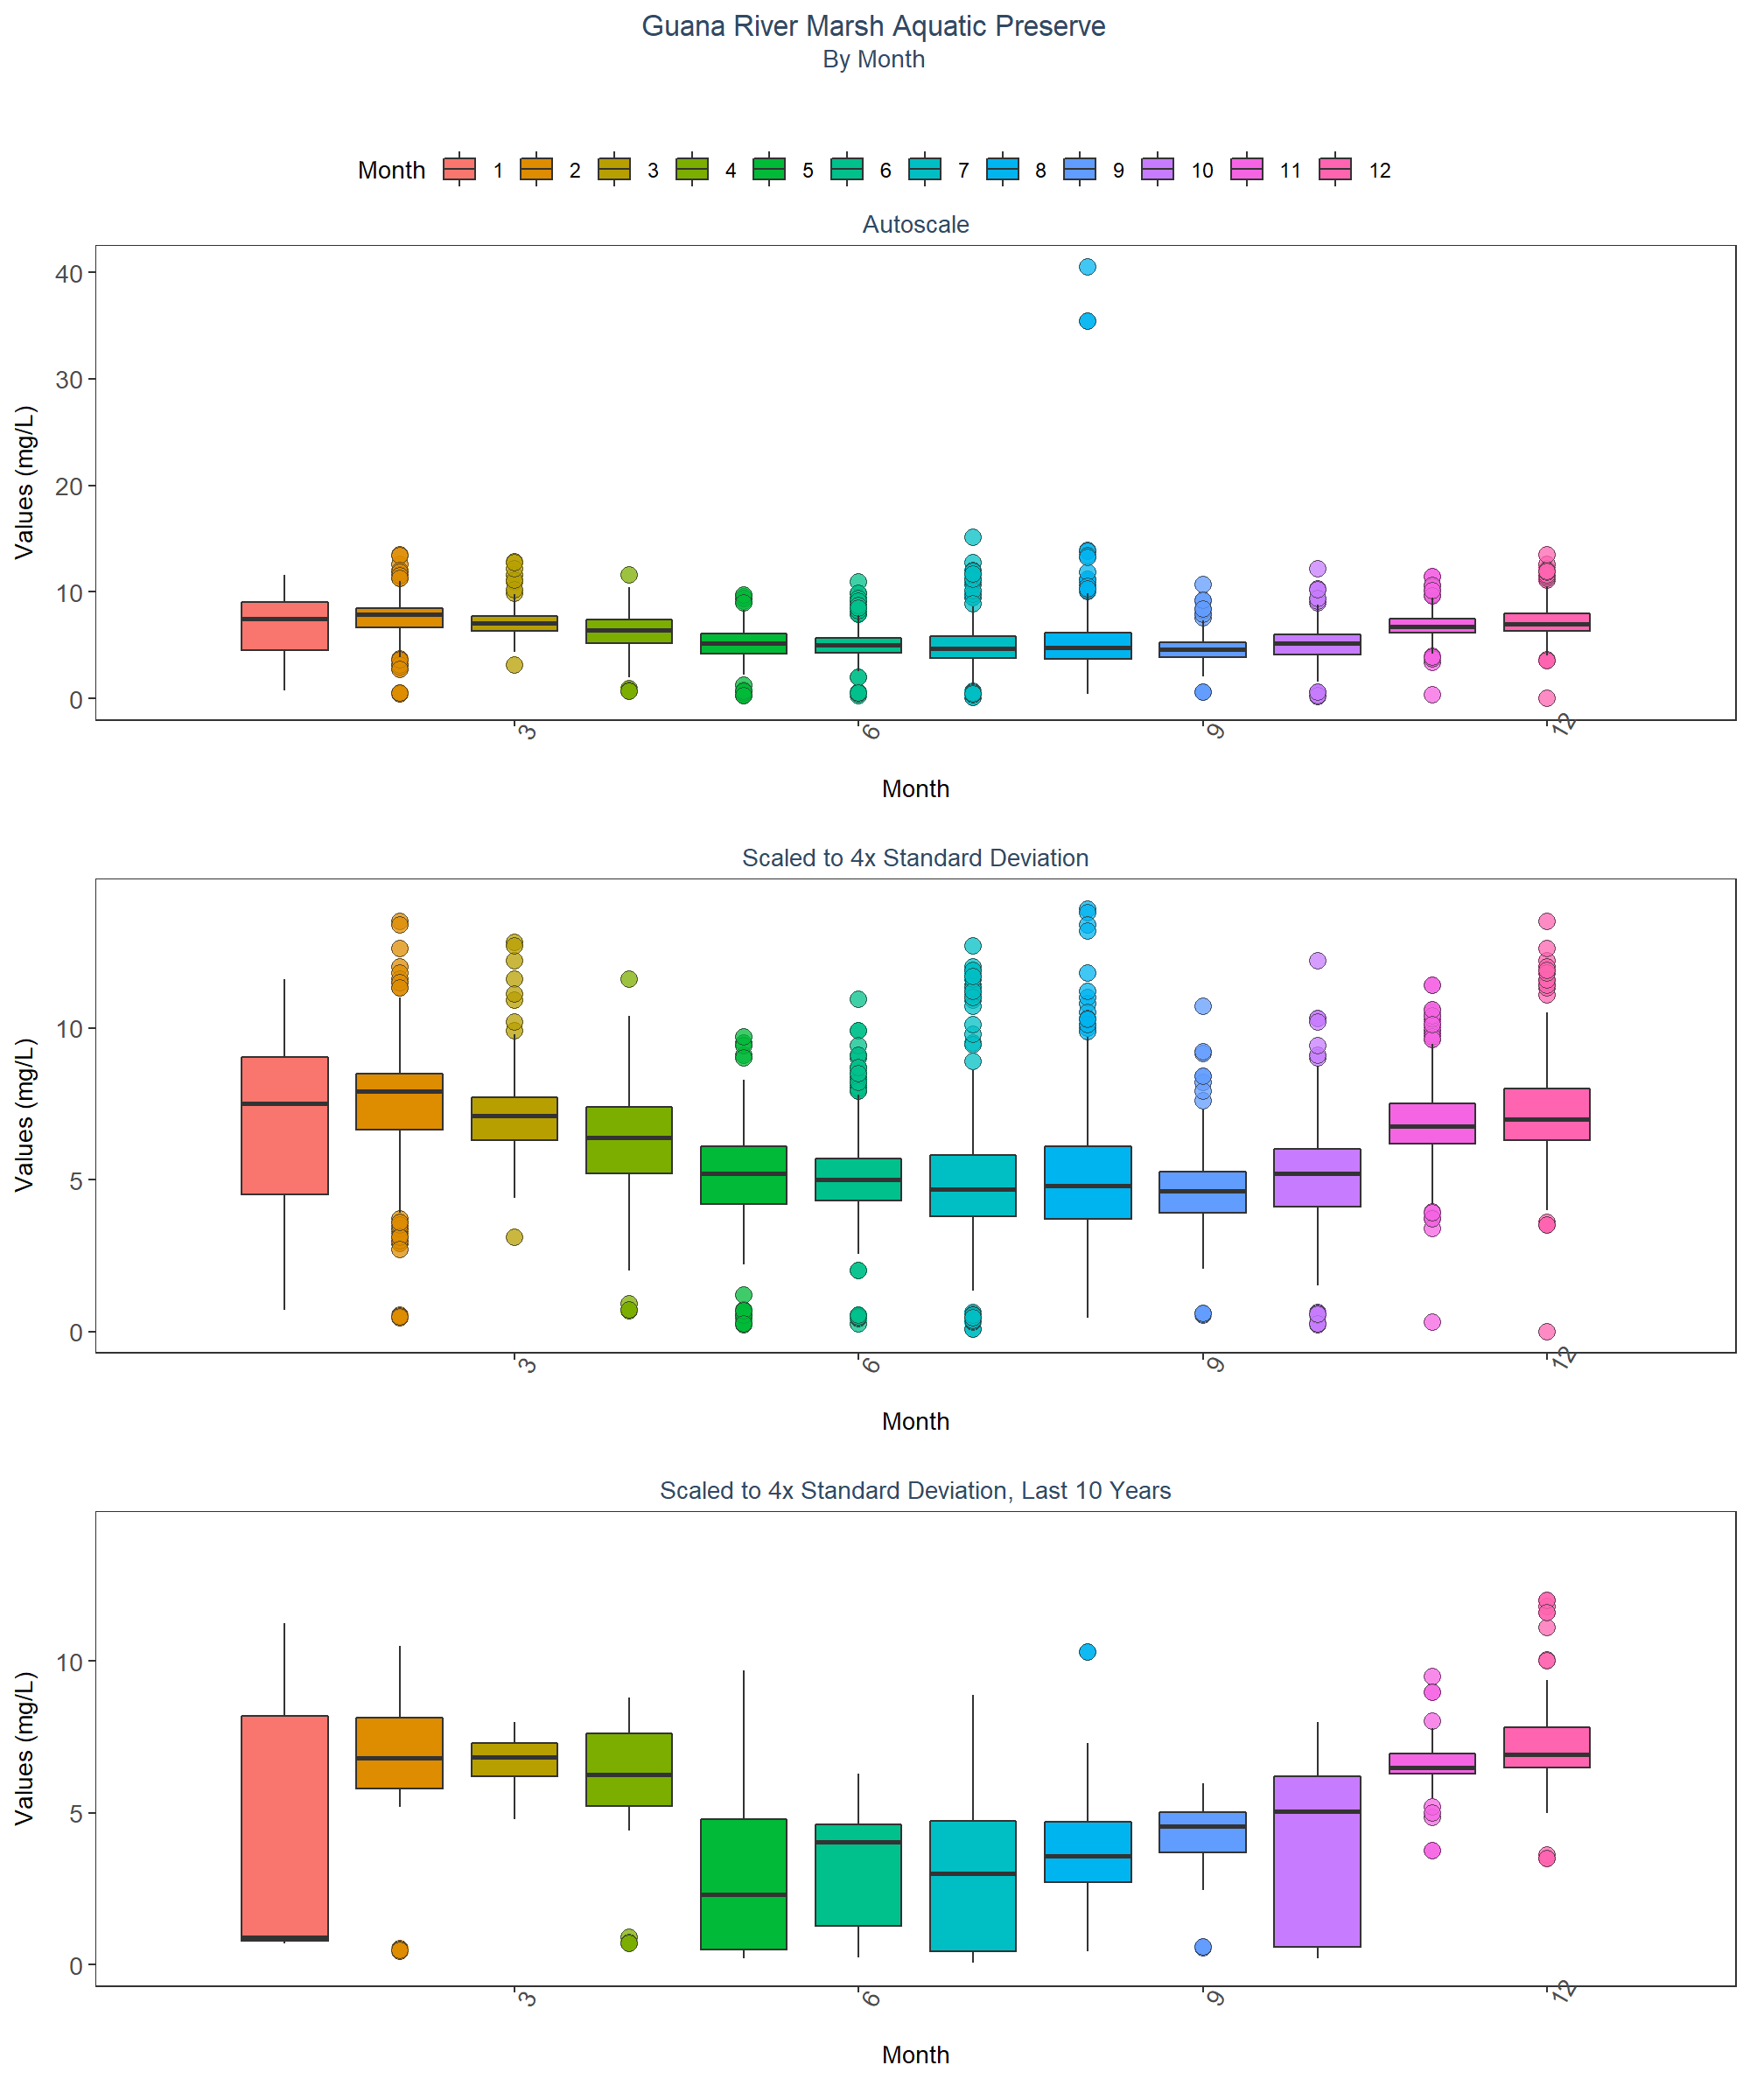 Guana River Marsh Aquatic Preserve
By Month
Month 1 2 3 4 5 6 7 8 9 10 11 12
Autoscale
Values (mg/L)
40
30
20
10
0
3 6 9 12
Month
Scaled to 4x Standard Deviation
Values (mg/L)
10
5
0
3 6 9 12
Month
Scaled to 4x Standard Deviation, Last 10 Years
Values (mg/L)
10
5
0
3 6 9 12
Month